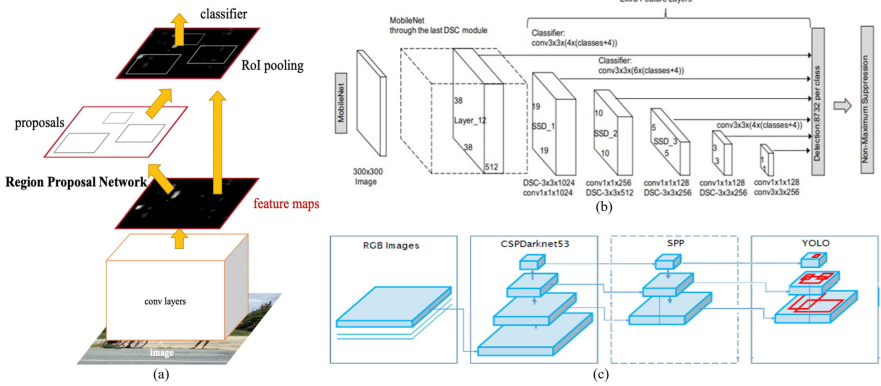 classifier
RoI pooling
proposals
Region Proposal Network
feature maps
conv layers
image
(a)
Extra Feature Layers
MobileNet
through the last DSC module
Classifier:
conv3x3x(4x(classes+4))
Classifier:
conv3x3x(6x(classes+4))
MobileNet
300x300
Image
38
Layer_12
38
512
19
SSD_1
19
10
SSD_2
10
5
SSD_3
5
conv3x3x(4x(classes+4))
3
3
1
1
DSC-3x3x1024
conv1x1x1024
conv1x1x256
DSC-3x3x512
conv1x1x128
DSC-3x3x256
conv1x1x128
DSC-3x3x256
conv1x1x128
conv3x3x256
Detection:8732 per class
Non-Maximum Suppression
(b)
RGB Images
CSPDarknet53
SPP
YOLO
(c)